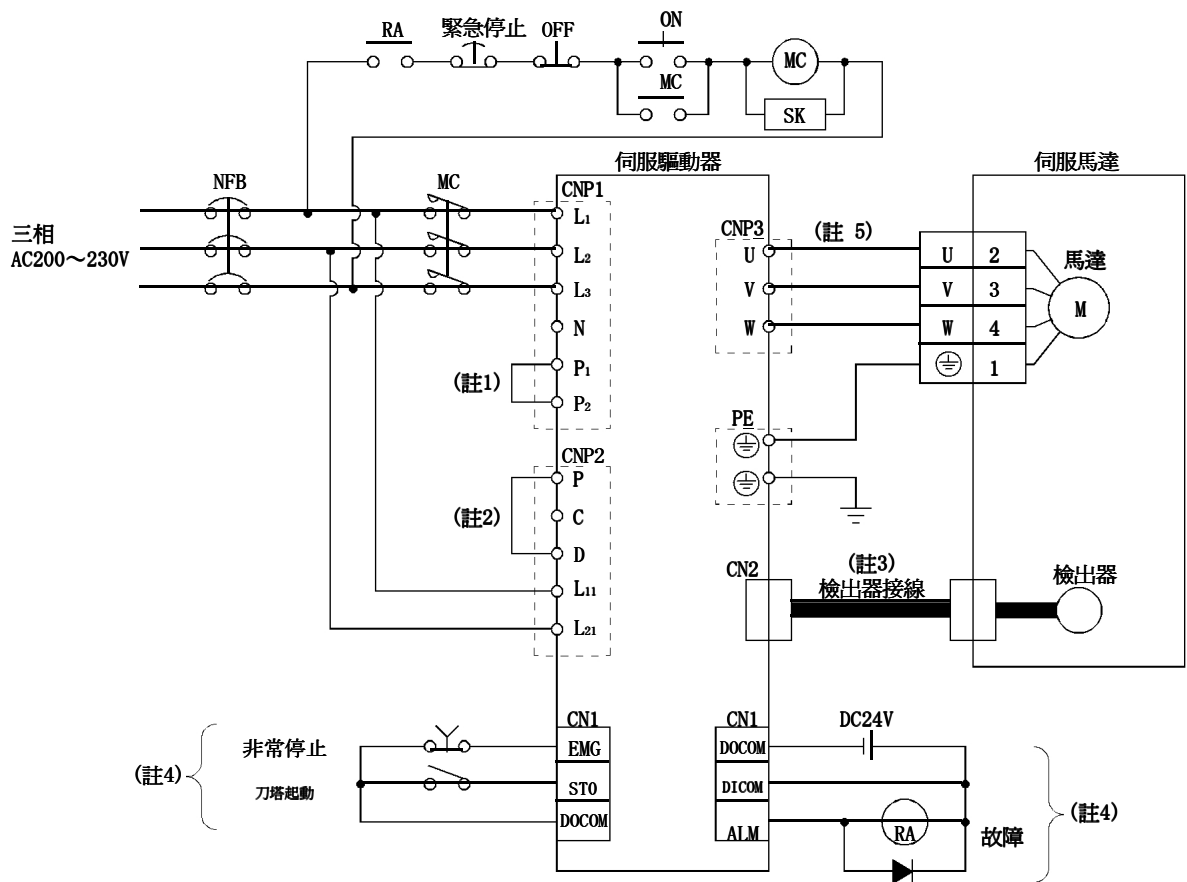 RA 緊急停止 OFF ON
MC
MC
SK
伺服驅動器 伺服馬達
NFB MC CNP1
三相
AC200～230V
L1
L2
L3
N
P1
P2
(註1)
CNP2
P
C
D
L11
L21
(註2)
CNP3
U
V
W
(註 5)
U 2
V 3
W 4
1
馬達
M
PE
CN2
(註3)
檢出器接線
檢出器
CN1
EMG
STO
DOCOM
非常停止
刀塔起動
(註4)
CN1
DOCOM
DICOM
ALM
DC24V
RA
故障
(註4)